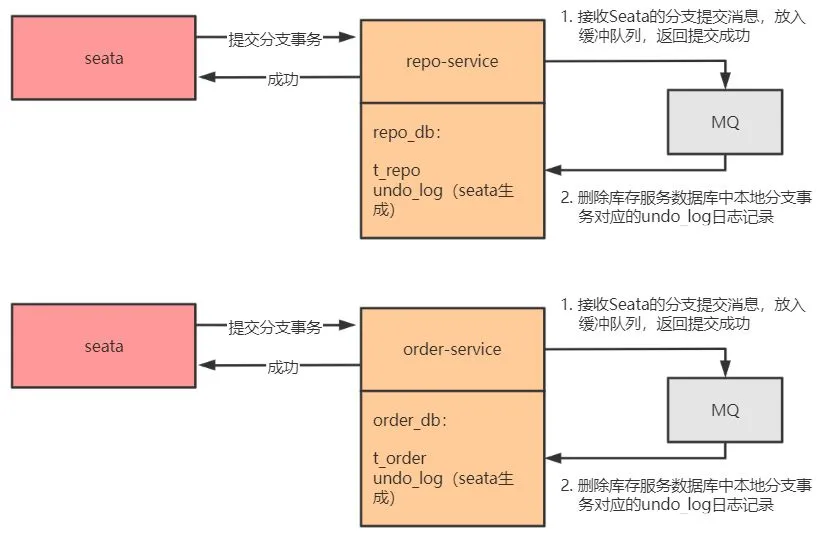 seata
提交分支事务
成功
repo-service
repo_db：
t_repo
undo_log（seata生
成）
1. 接收Seata的分支提交消息，放入
缓冲队列，返回提交成功
MQ
2. 删除库存服务数据库中本地分支事
务对应的undo_log日志记录
seata
提交分支事务
成功
order-service
order_db：
t_order
undo_log（seata生
成）
1. 接收Seata的分支提交消息，放入
缓冲队列，返回提交成功
MQ
2. 删除库存服务数据库中本地分支事
务对应的undo_log日志记录